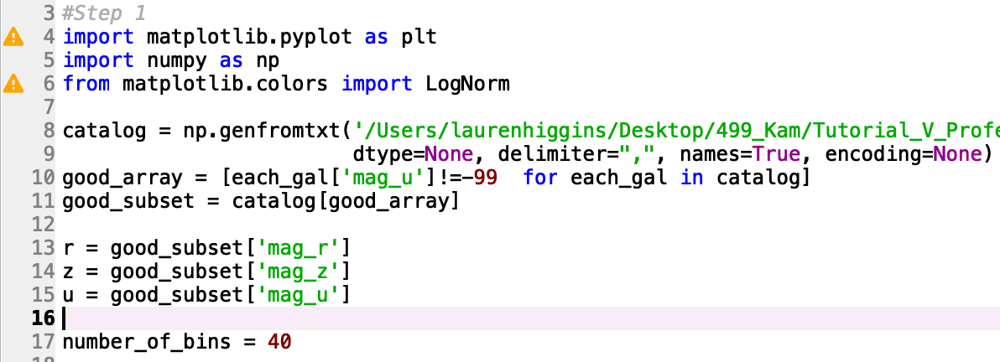 3 #Step 1
4 import matplotlib.pyplot as plt
5 import numpy as np
6 from matplotlib.colors import LogNorm
7
8 catalog = np.genfromtxt('/Users/laurenhiggins/Desktop/499_Kam/Tutorial_V_Profe
9                         dtype=None, delimiter=",", names=True, encoding=None)
10 good_array = [each_gal['mag_u']!=-99  for each_gal in catalog]
11 good_subset = catalog[good_array]
12
13 r = good_subset['mag_r']
14 z = good_subset['mag_z']
15 u = good_subset['mag_u']
16
17 number_of_bins = 40